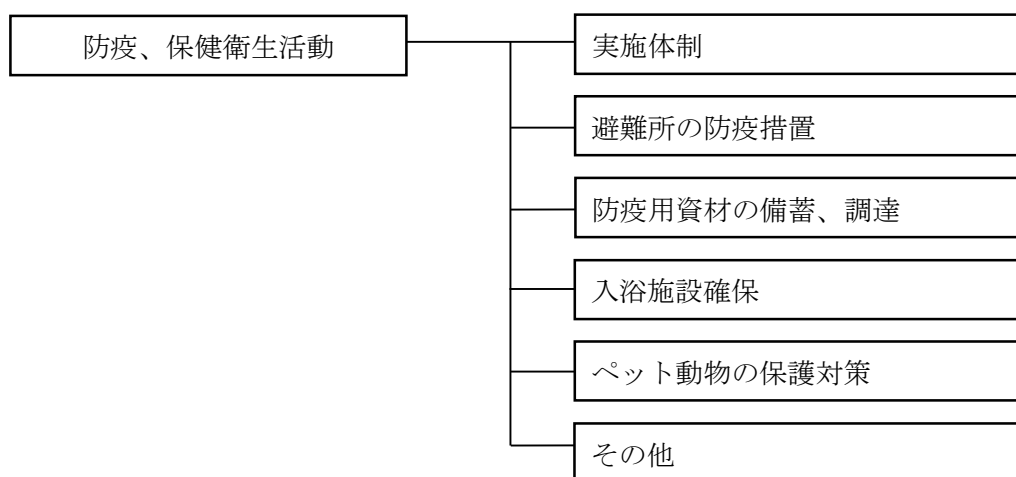 防疫、保健衛生活動
実施体制
避難所の防疫措置
防疫用資材の備蓄、調達
入浴施設確保
ペット動物の保護対策
その他